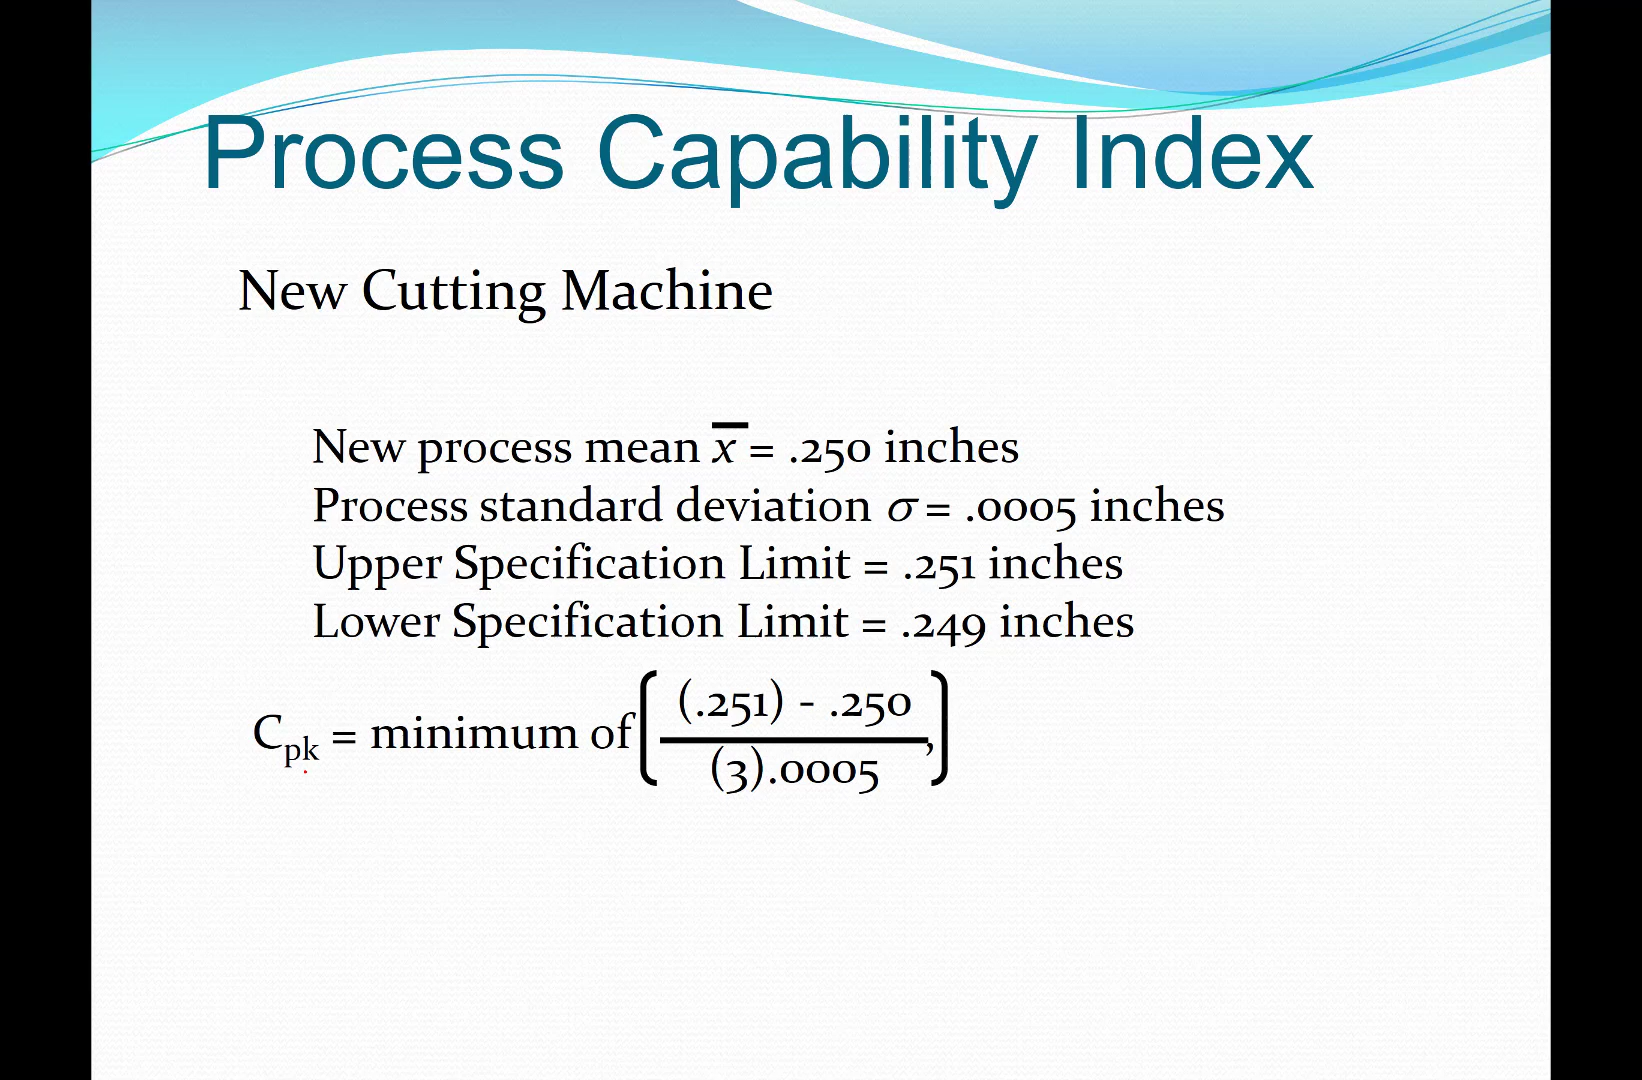 Process Capability Index
New Cutting Machine
New process mean x̅ = .250 inches
Process standard deviation σ = .0005 inches
Upper Specification Limit = .251 inches
Lower Specification Limit = .249 inches
(.251) - .250
Cpk = minimum of [ , ]
(3).0005